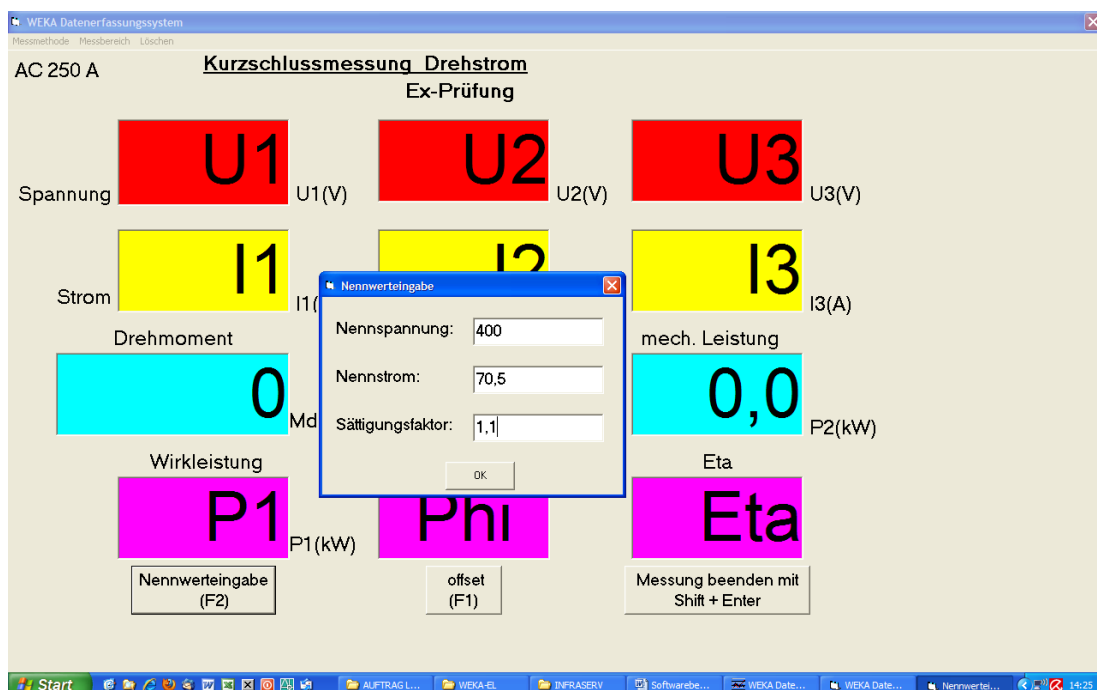 WEKA Datenerfassungssystem
Messmethode Messbereich Löschen
AC 250 A
Kurzschlussmessung Drehstrom
Ex-Prüfung
Spannung U1 U1(V) U2 U2(V) U3 U3(V)
Strom I1 I1( I2 I3 I3(A)
Nennwerteingabe
Nennspannung: 400
Nennstrom: 70,5
Sättigungsfaktor: 1,1
OK
Drehmoment mech. Leistung
0 Md 0,0 P2(kW)
Wirkleistung Eta
P1 P1(kW) Phi Eta
Nennwerteingabe
(F2)
offset
(F1)
Messung beenden mit
Shift + Enter
Start AUFTRAG L... WEKA-EL INFRASERV Softwarebe... WEKA Date... WEKA Date... Nennwertei... 14:25